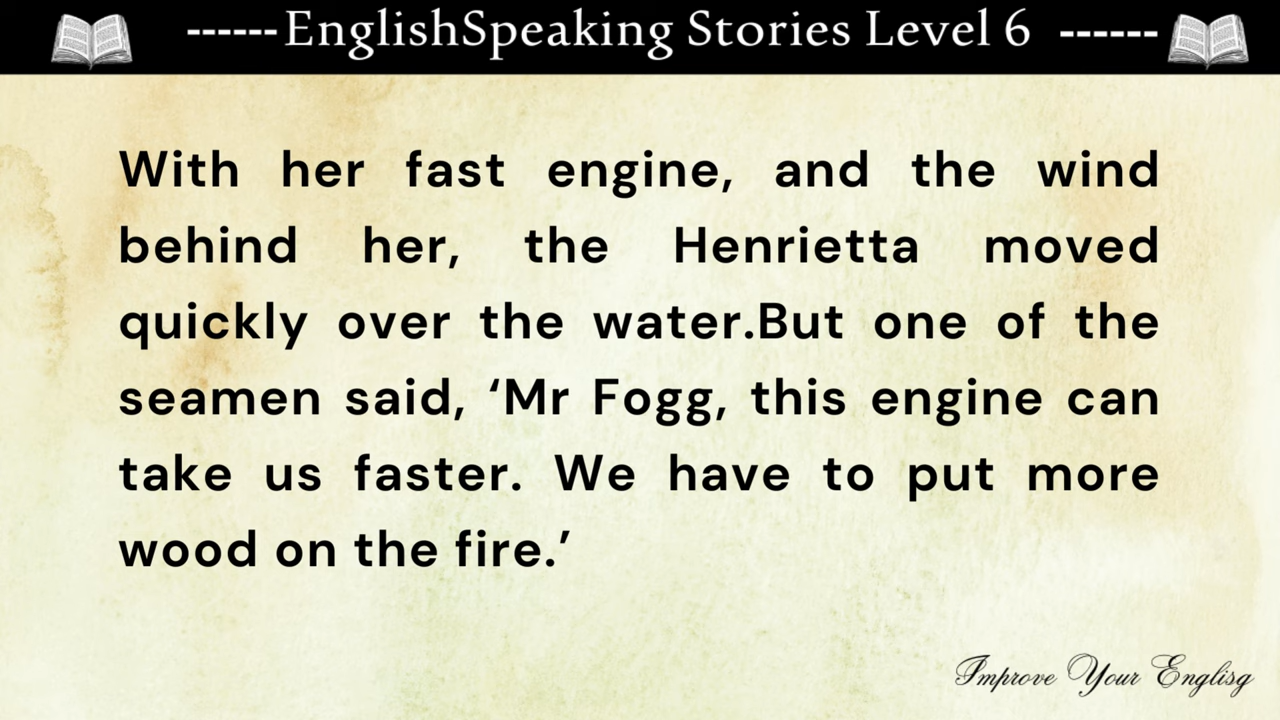 ------EnglishSpeaking Stories Level 6 ------
With her fast engine, and the wind
behind her, the Henrietta moved
quickly over the water.But one of the
seamen said, ‘Mr Fogg, this engine can
take us faster. We have to put more
wood on the fire.’
Improve Your Englisg